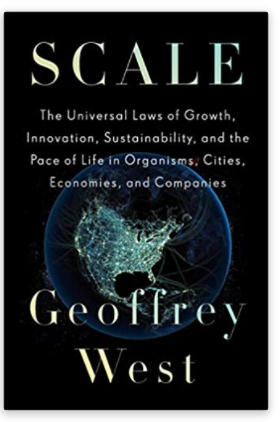 SCALE
The Universal Laws of Growth,
Innovation, Sustainability, and the
Pace of Life in Organisms, Cities,
Economies, and Companies
Geoffrey
West